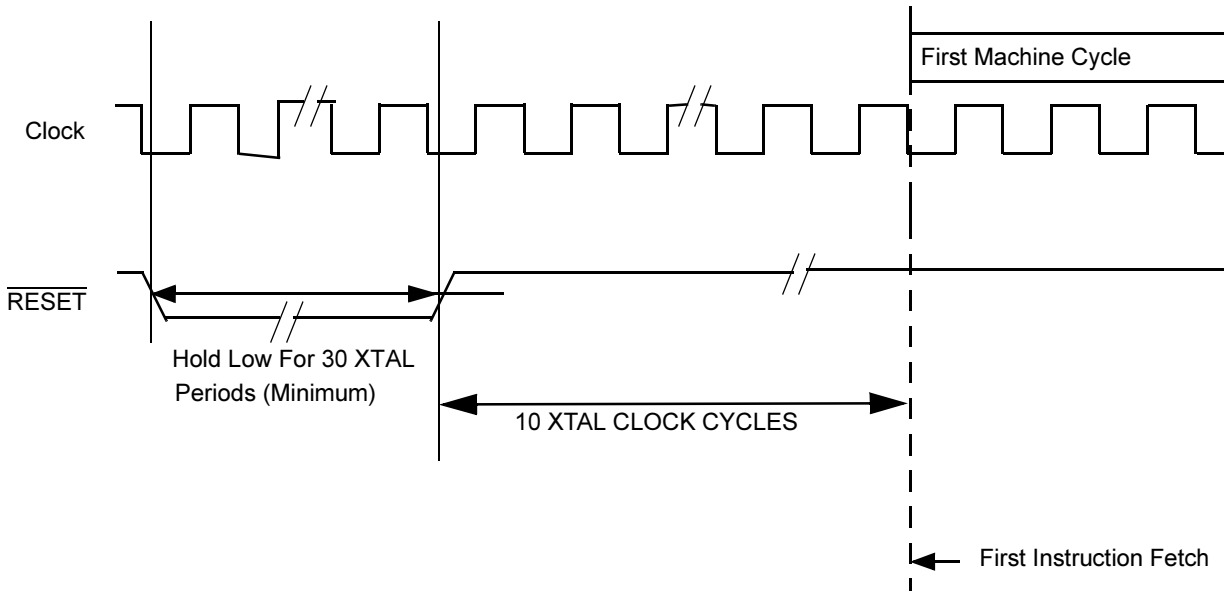 First Machine Cycle
Clock
RESET
Hold Low For 30 XTAL
Periods (Minimum)
10 XTAL CLOCK CYCLES
First Instruction Fetch